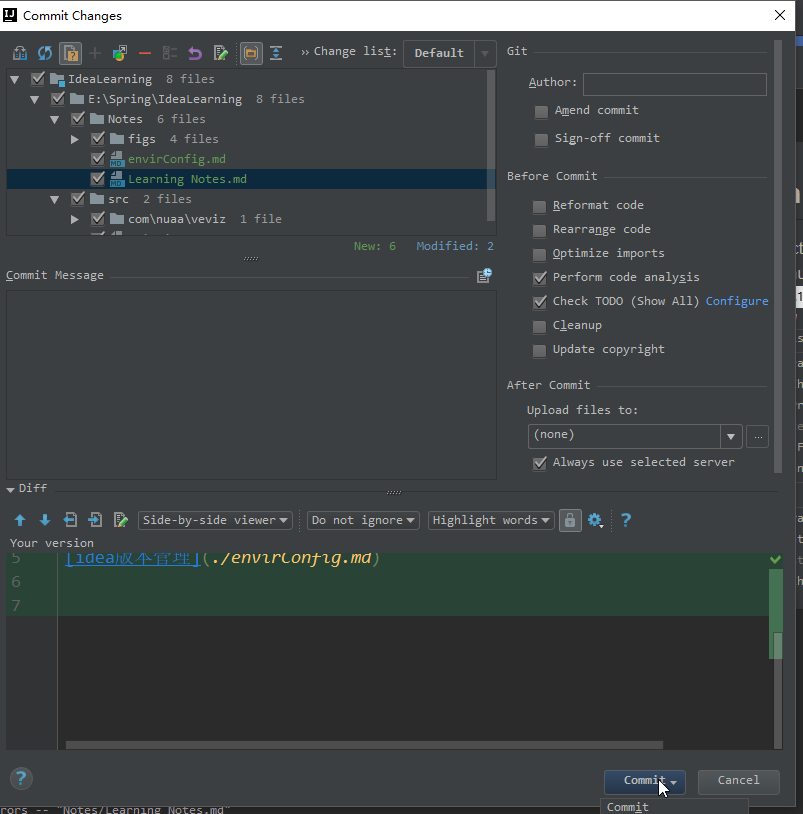 Commit Changes
Change list: Default
IdeaLearning 8 files
E:\Spring\IdeaLearning 8 files
Notes 6 files
figs 4 files
envirConfig.md
Learning Notes.md
src 2 files
com\nuaa\veviz 1 file
New: 6 Modified: 2
Commit Message
Git
Author:
Amend commit
Sign-off commit
Before Commit
Reformat code
Rearrange code
Optimize imports
Perform code analysis
Check TODO (Show All) Configure
Cleanup
Update copyright
After Commit
Upload files to:
(none)
...
Always use selected server
Diff
Side-by-side viewer Do not ignore Highlight words ?
Your version
5 [idea版本管理](./envirConfig.md)
6
7
? Commit Cancel
Commit
rors -- "Notes/Learning Notes.md"